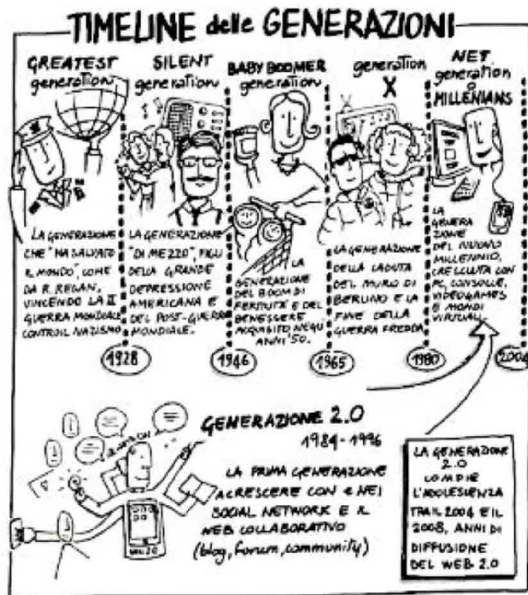 TIMELINE delle GENERAZIONI
GREATEST
generation
SILENT
generation
BABY BOOMER
generation
generation
X
NET
generation
o
MILLENIANS
LA GENERAZIONE
CHE "HA SALVATO
IL MONDO", COME
DA R. REGAN,
VINCENDO LA II
GUERRA MONDIALE
CONTRO IL NAZISMO
LA GENERAZIONE
"DI MEZZO", FIGLI
DELLA GRANDE
DEPRESSIONE
AMERICANA E
DEL POST-GUERRA
MONDIALE.
LA
GENERAZIONE
DEL BOOM DI
FERTILITÀ E DEL
BENESSERE
ACQUISITO NEGLI
ANNI '50.
LA GENERAZIONE
DELLA CADUTA
DEL MURO DI
BERLINO E LA
FINE DELLA
GUERRA FREDDA
LA
GENERA
ZIONE
DEL NUOVO
MILLENNIO,
CRESCIUTA CON
PC, CONSOLLE,
VIDEOGAMES
E MONDI
VIRTUALI
1928
1946
1965
1980
2004
GENERAZIONE 2.0
1984-1996
LA PRIMA GENERAZIONE
A CRESCERE CON E NEI
SOCIAL NETWORK E IL
WEB COLLABORATIVO
(blog, forum, community)
LA GENERAZIONE
2.0
COMPIE
L'ADOLESCENZA
TRA IL 2004 E IL
2008, ANNI DI
DIFFUSIONE
DEL WEB 2.0